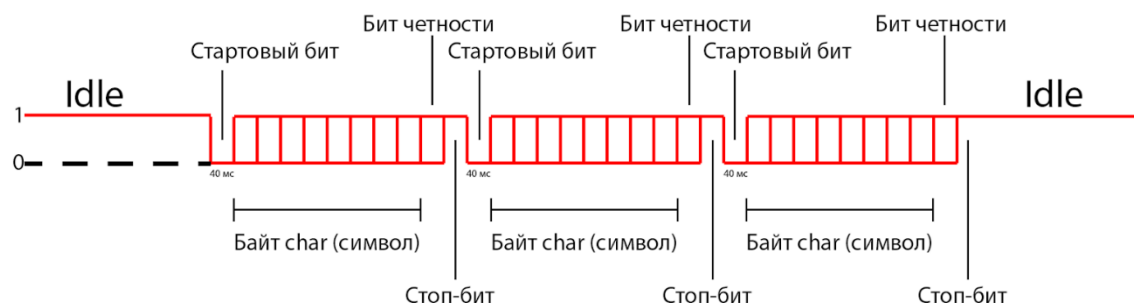 Бит четности Бит четности Бит четности
Стартовый бит Стартовый бит Стартовый бит
Idle Idle
1
0
40 мс 40 мс 40 мс
Байт char (символ) Байт char (символ) Байт char (символ)
Стоп-бит Стоп-бит Стоп-бит